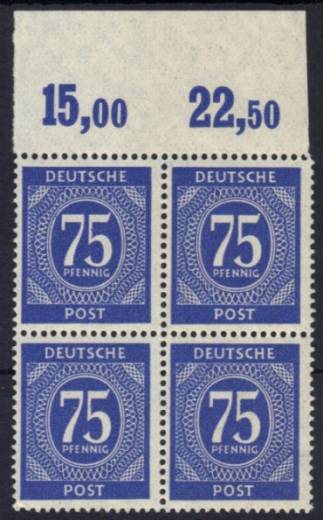 15,00 22,50
DEUTSCHE DEUTSCHE
75 75
PFENNIG PFENNIG
POST POST
DEUTSCHE DEUTSCHE
75 75
PFENNIG PFENNIG
POST POST